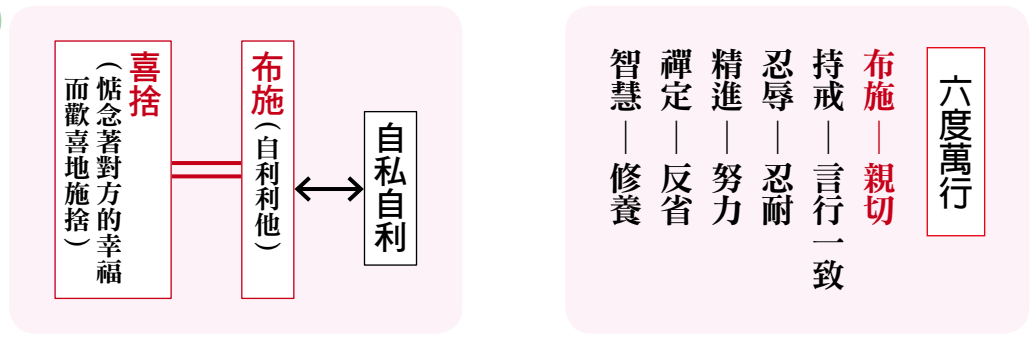 六度萬行
布施—親切
持戒—言行一致
忍辱—忍耐
精進—努力
禪定—反省
智慧—修養
自私自利
布施(自利利他)
喜捨
(惦念著對方的幸福
而歡喜地施捨)